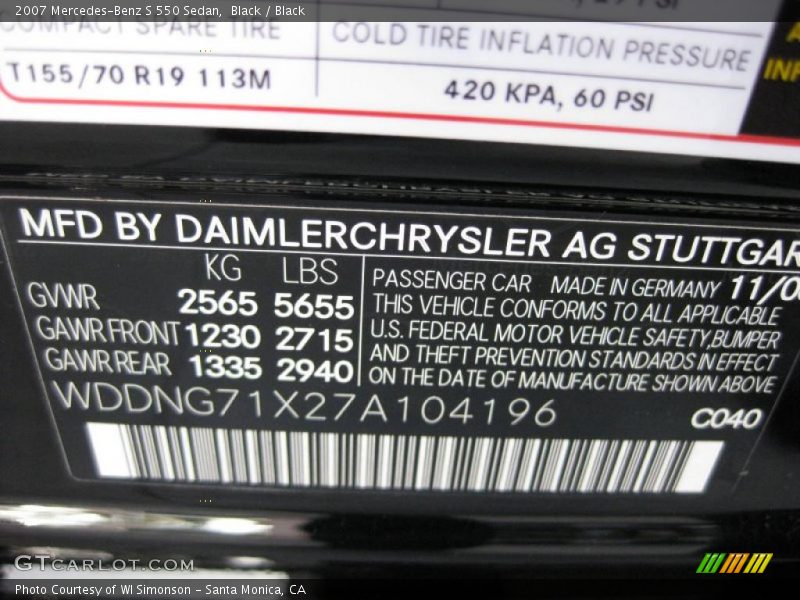 2007 Mercedes-Benz S 550 Sedan, Black / Black
COMPACT SPARE TIRE
COLD TIRE INFLATION PRESSURE
T155/70 R19 113M
420 KPA, 60 PSI
MFD BY DAIMLERCHRYSLER AG STUTTGAR
KG LBS
GVWR 2565 5655
GAWR FRONT 1230 2715
GAWR REAR 1335 2940
PASSENGER CAR MADE IN GERMANY 11/0
THIS VEHICLE CONFORMS TO ALL APPLICABLE
U.S. FEDERAL MOTOR VEHICLE SAFETY,BUMPER
AND THEFT PREVENTION STANDARDS IN EFFECT
ON THE DATE OF MANUFACTURE SHOWN ABOVE
WDDNG71X27A104196
C040
GTCARLOT.COM
Photo Courtesy of WI Simonson - Santa Monica, CA